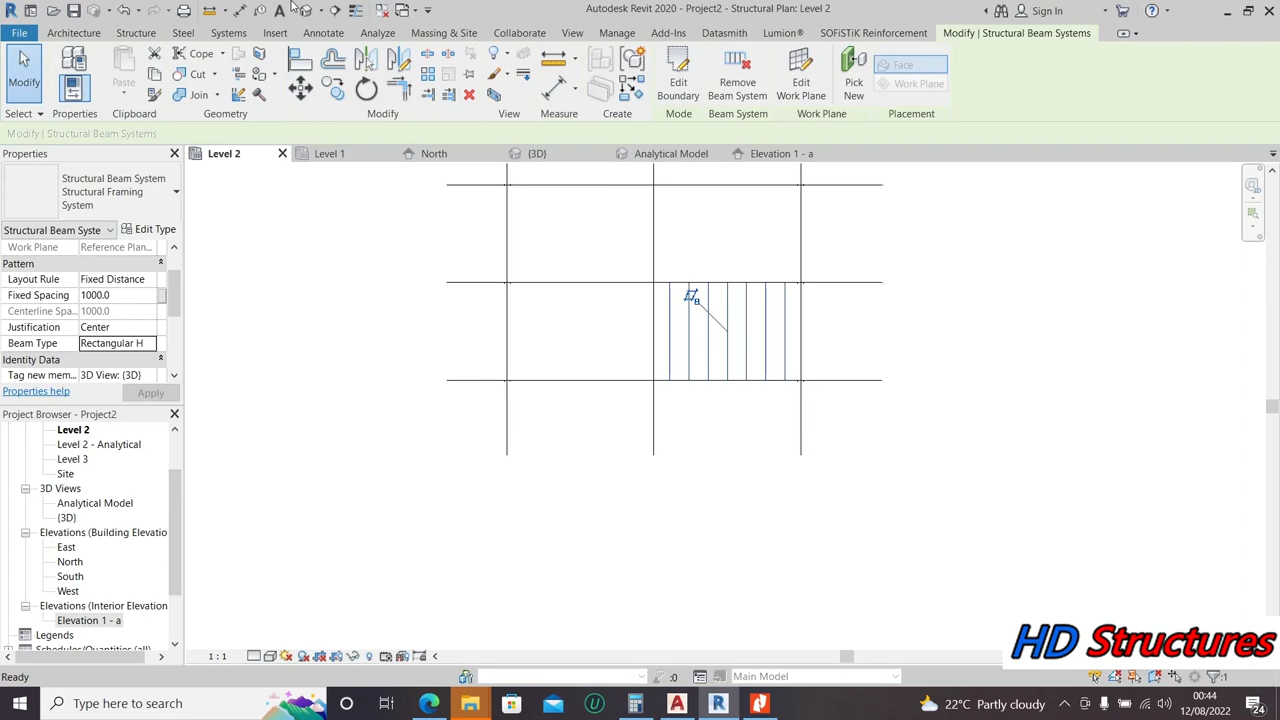 Autodesk Revit 2020 - Project2 - Structural Plan: Level 2
Sign In
File Architecture Structure Steel Systems Insert Annotate Analyze Massing & Site Collaborate View Manage Add-Ins Datasmith Lumion® SOFiSTiK Reinforcement Modify | Structural Beam Systems
Modify
Paste
Cope
Cut
Join
Edit
Boundary
Remove
Beam System
Edit
Work Plane
Pick
New
Face
Work Plane
Select Properties Clipboard Geometry Modify View Measure Create Mode Beam System Work Plane Placement
Modify | Structural Beam Systems
Properties
Level 2 Level 1 North {3D} Analytical Model Elevation 1 - a
Structural Beam System
Structural Framing
System
Structural Beam Syste Edit Type
Work Plane Reference Plan...
Pattern
Layout Rule Fixed Distance
Fixed Spacing 1000.0
Centerline Spa... 1000.0
Justification Center
Beam Type Rectangular H
Identity Data
Tag new mem... 3D View: {3D}
Properties help Apply
Project Browser - Project2
Level 2
Level 2 - Analytical
Level 3
Site
3D Views
Analytical Model
{3D}
Elevations (Building Elevatio
East
North
South
West
Elevations (Interior Elevation
Elevation 1 - a
Legends
Schedules/Quantities (all)
HD Structures
1 : 1
Ready
:0
Main Model
:1
Type here to search
22°C Partly cloudy
00:44
12/08/2022
24